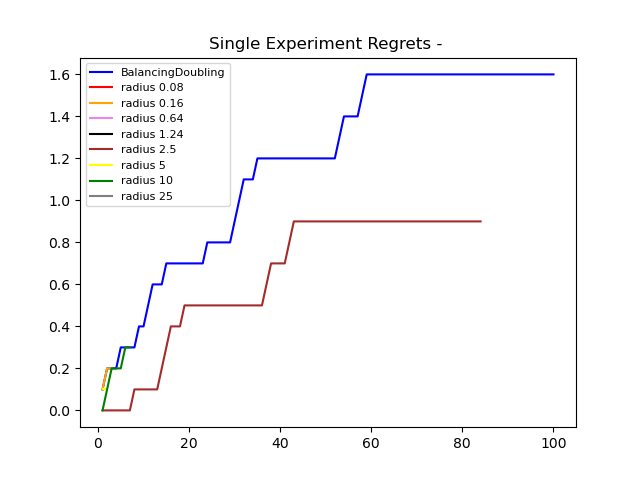 Single Experiment Regrets -
BalancingDoubling
radius 0.08
radius 0.16
radius 0.64
radius 1.24
radius 2.5
radius 5
radius 10
radius 25
1.6
1.4
1.2
1.0
0.8
0.6
0.4
0.2
0.0
0 20 40 60 80 100